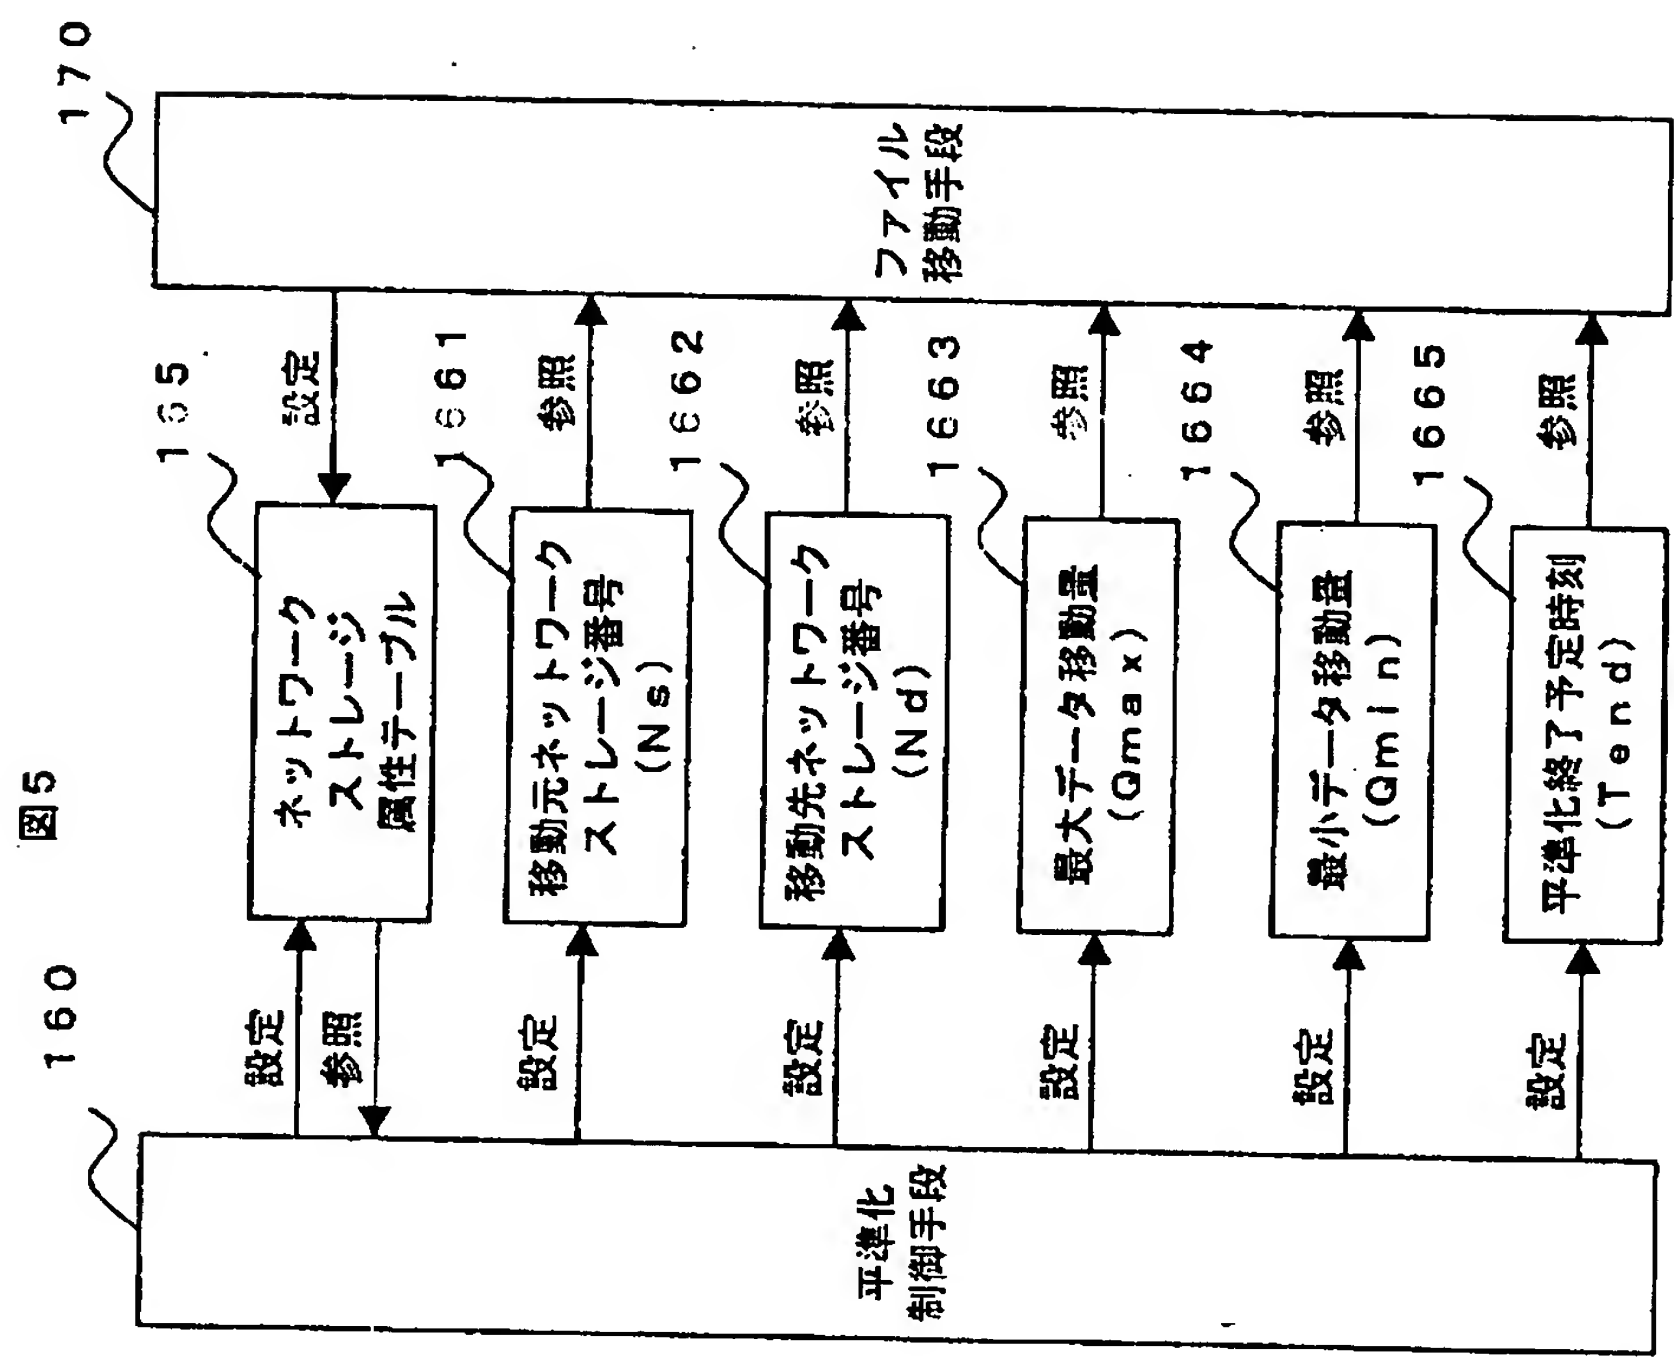 図5
160
平準化
制御手段
設定
参照
設定
設定
設定
設定
設定
165
ネットワーク
ストレージ
属性テーブル
1661
移動元ネットワーク
ストレージ番号
(Ns)
1662
移動先ネットワーク
ストレージ番号
(Nd)
1663
最大データ移動量
(Qmax)
1664
最小データ移動量
(Qmin)
1665
平準化終了予定時刻
(Tend)
設定
参照
参照
参照
参照
参照
170
ファイル
移動手段